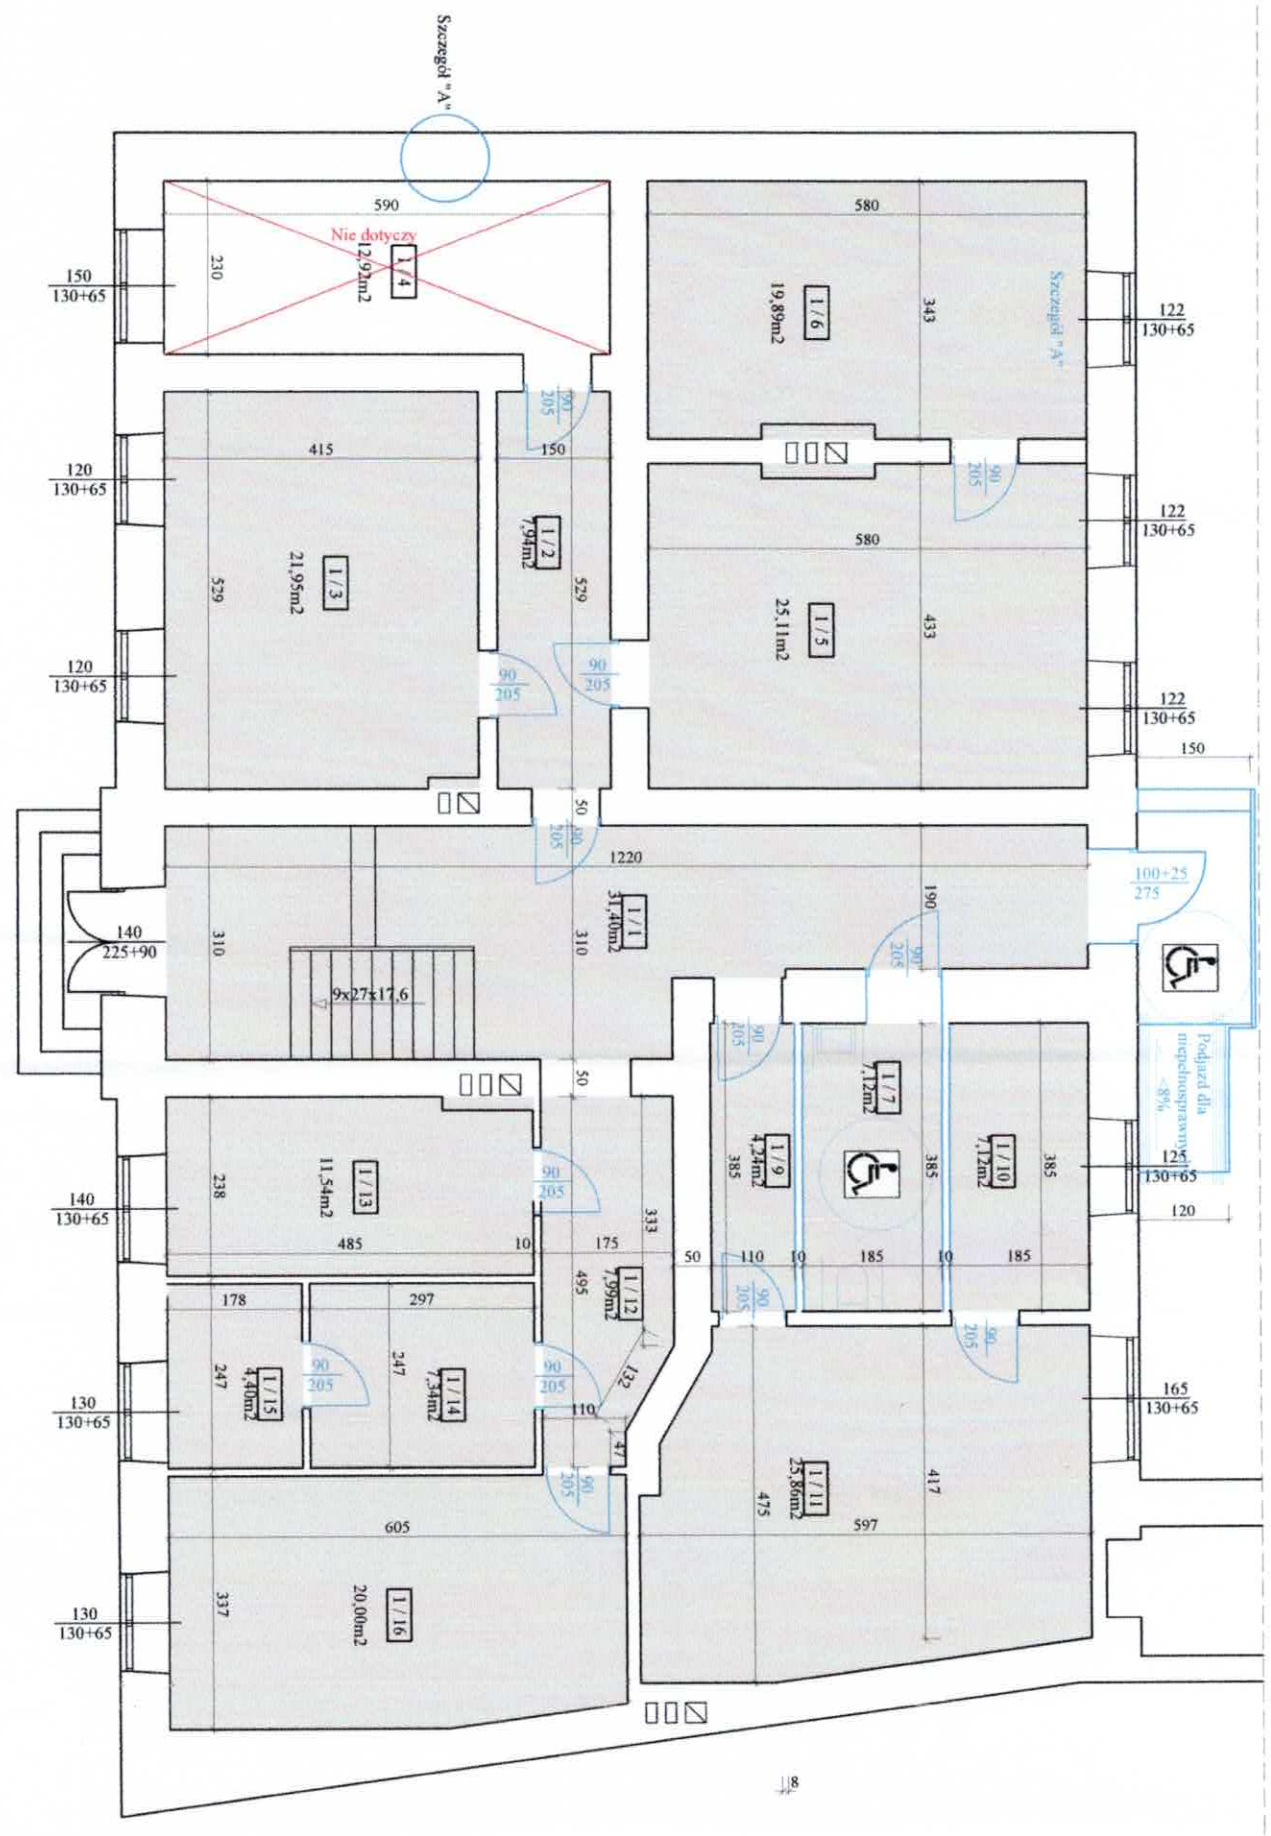 Szczegół "A"
590
Nie dotyczy
1 / 4
12,92m2
230
150
130+65
580
1 / 6
19,89m2
343
Szczegół "A"
122
130+65
90
205
415
150
120
130+65
1 / 2
7,94m2
529
1 / 3
21,95m2
529
90
205
580
1 / 5
25,11m2
433
122
130+65
120
130+65
90
205
90
205
122
130+65
150
50
90
205
1220
190
100+25
275
1 / 1
31,40m2
310
310
140
225+90
9x27x17,6
90
205
50
90
205
1 / 7
7,12m2
385
1 / 9
4,24m2
385
1 / 10
7,12m2
385
Podjazd dla
niepełnosprawnych
<8%
125
130+65
120
1 / 13
11,54m2
238
140
130+65
485
10
90
205
333
175
50
110
10
185
10
185
495
1 / 12
7,99m2
178
297
90
205
90
205
247
1 / 15
4,40m2
247
1 / 14
7,34m2
90
205
90
205
132
110
47
130
130+65
165
130+65
90
205
1 / 11
25,86m2
417
475
597
605
1 / 16
20,00m2
337
130
130+65
8